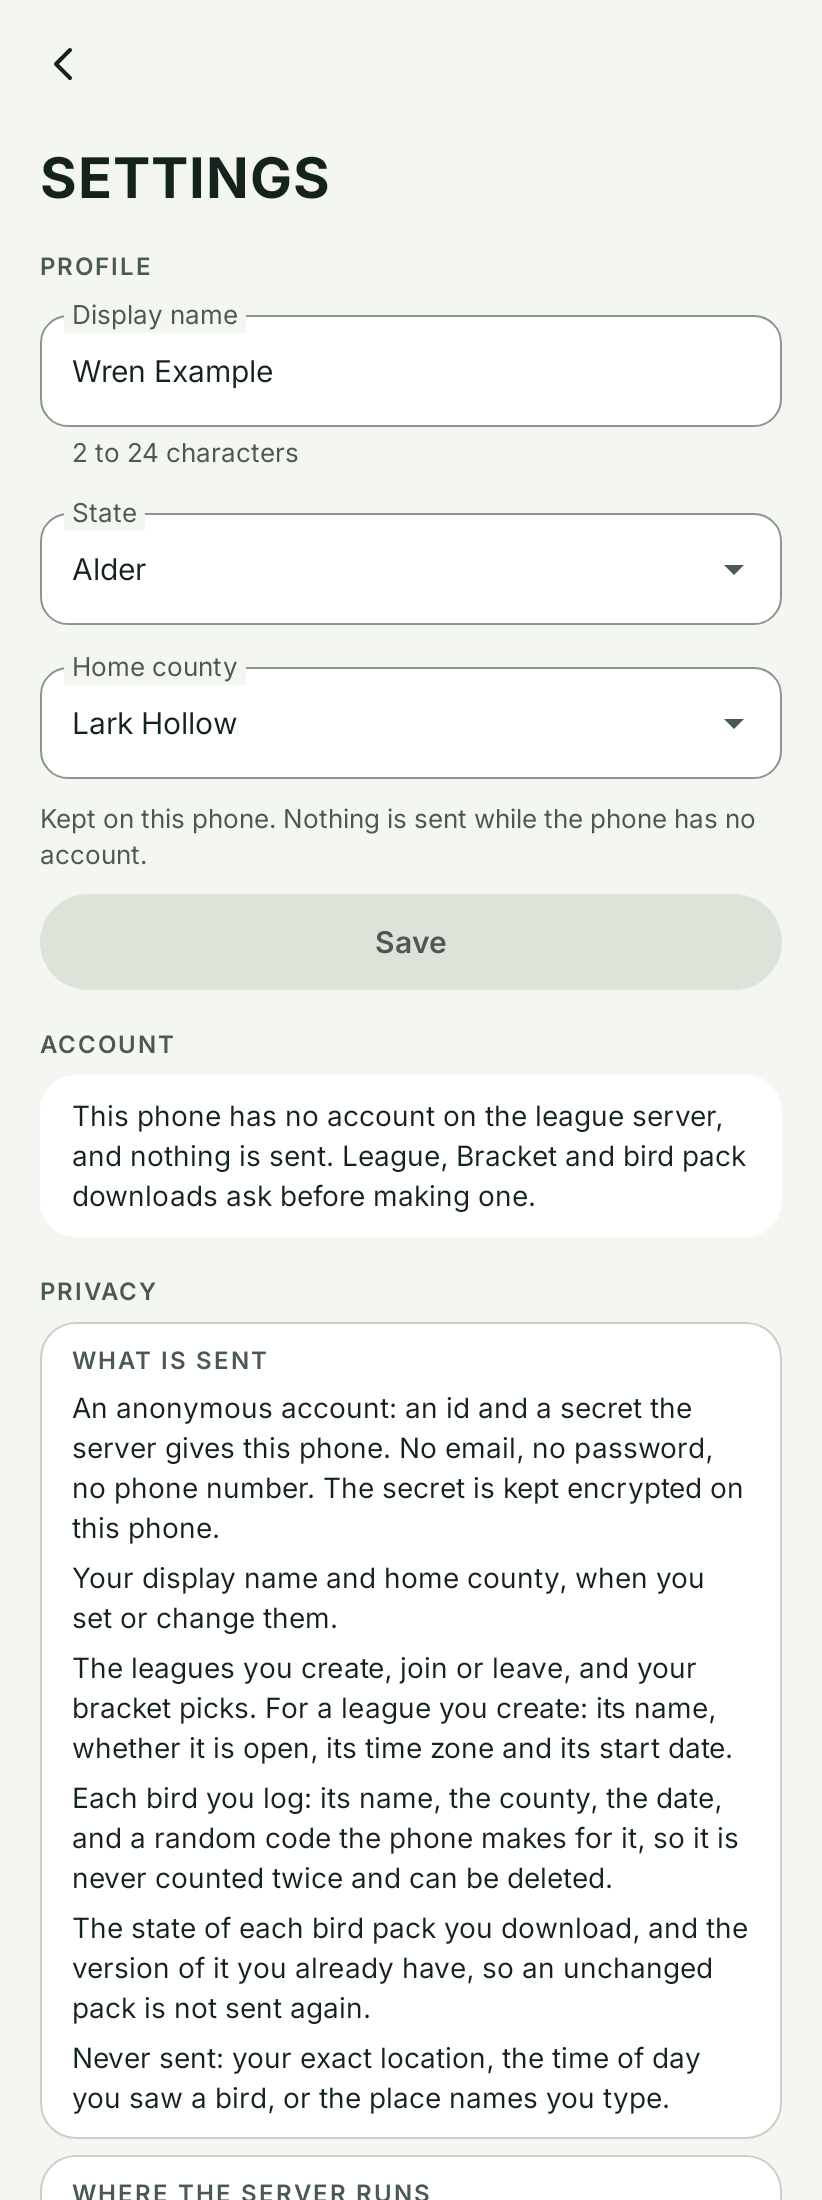 SETTINGS
PROFILE
Display name
Wren Example
2 to 24 characters
State
Alder
Home county
Lark Hollow
Kept on this phone. Nothing is sent while the phone has no
account.
Save
ACCOUNT
This phone has no account on the league server,
and nothing is sent. League, Bracket and bird pack
downloads ask before making one.
PRIVACY
WHAT IS SENT
An anonymous account: an id and a secret the
server gives this phone. No email, no password,
no phone number. The secret is kept encrypted on
this phone.
Your display name and home county, when you
set or change them.
The leagues you create, join or leave, and your
bracket picks. For a league you create: its name,
whether it is open, its time zone and its start date.
Each bird you log: its name, the county, the date,
and a random code the phone makes for it, so it is
never counted twice and can be deleted.
The state of each bird pack you download, and the
version of it you already have, so an unchanged
pack is not sent again.
Never sent: your exact location, the time of day
you saw a bird, or the place names you type.
WHERE THE SERVER RUNS